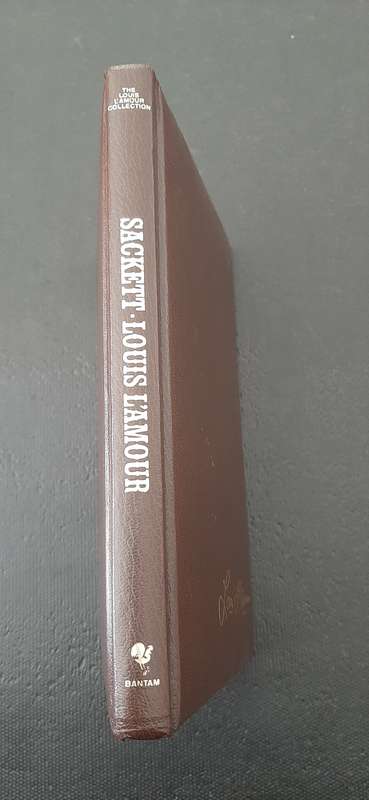 THE
LOUIS
L'AMOUR
COLLECTION
SACKETT · LOUIS L'AMOUR
BANTAM